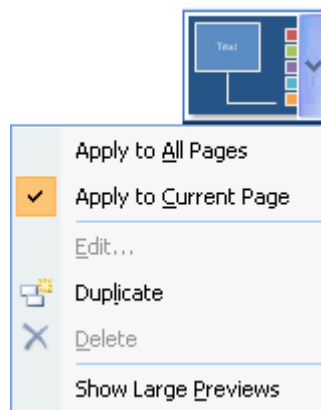 Text
Apply to All Pages
Apply to Current Page
Edit...
Duplicate
Delete
Show Large Previews